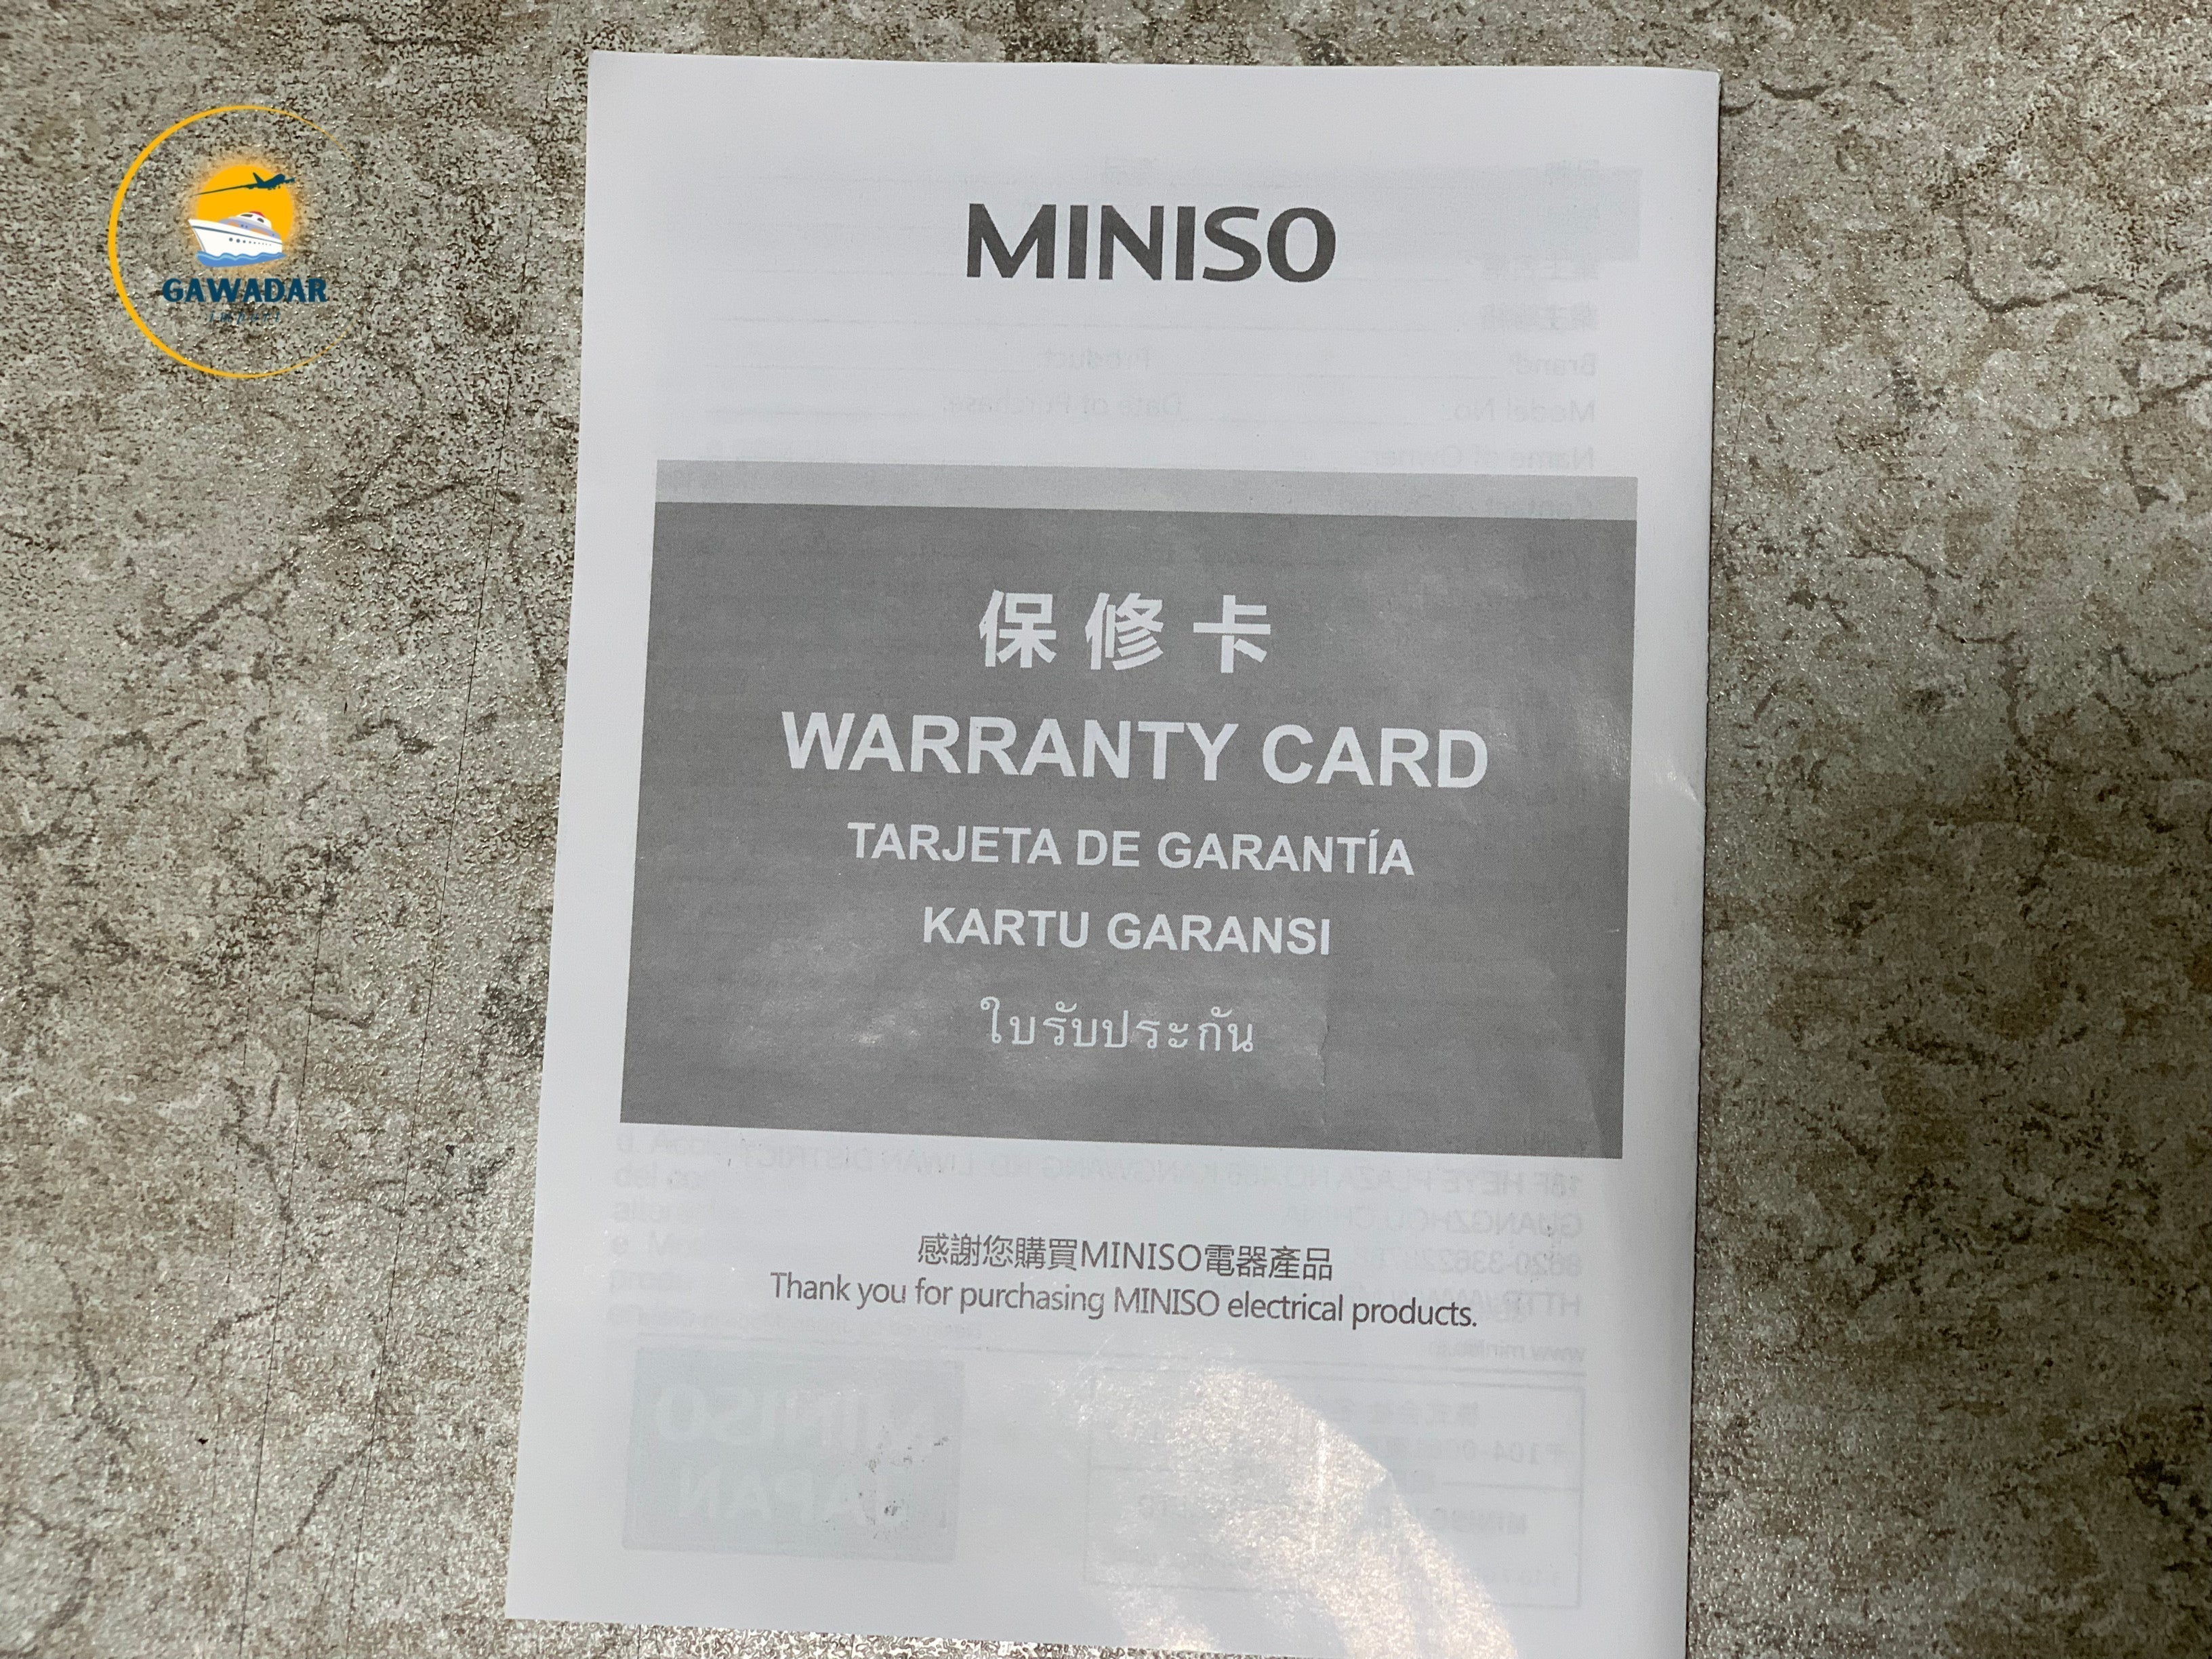 GAWADAR
import
MINISO
保修卡
WARRANTY CARD
TARJETA DE GARANTÍA
KARTU GARANSI
ใบรับประกัน
感謝您購買MINISO電器產品
Thank you for purchasing MINISO electrical products.